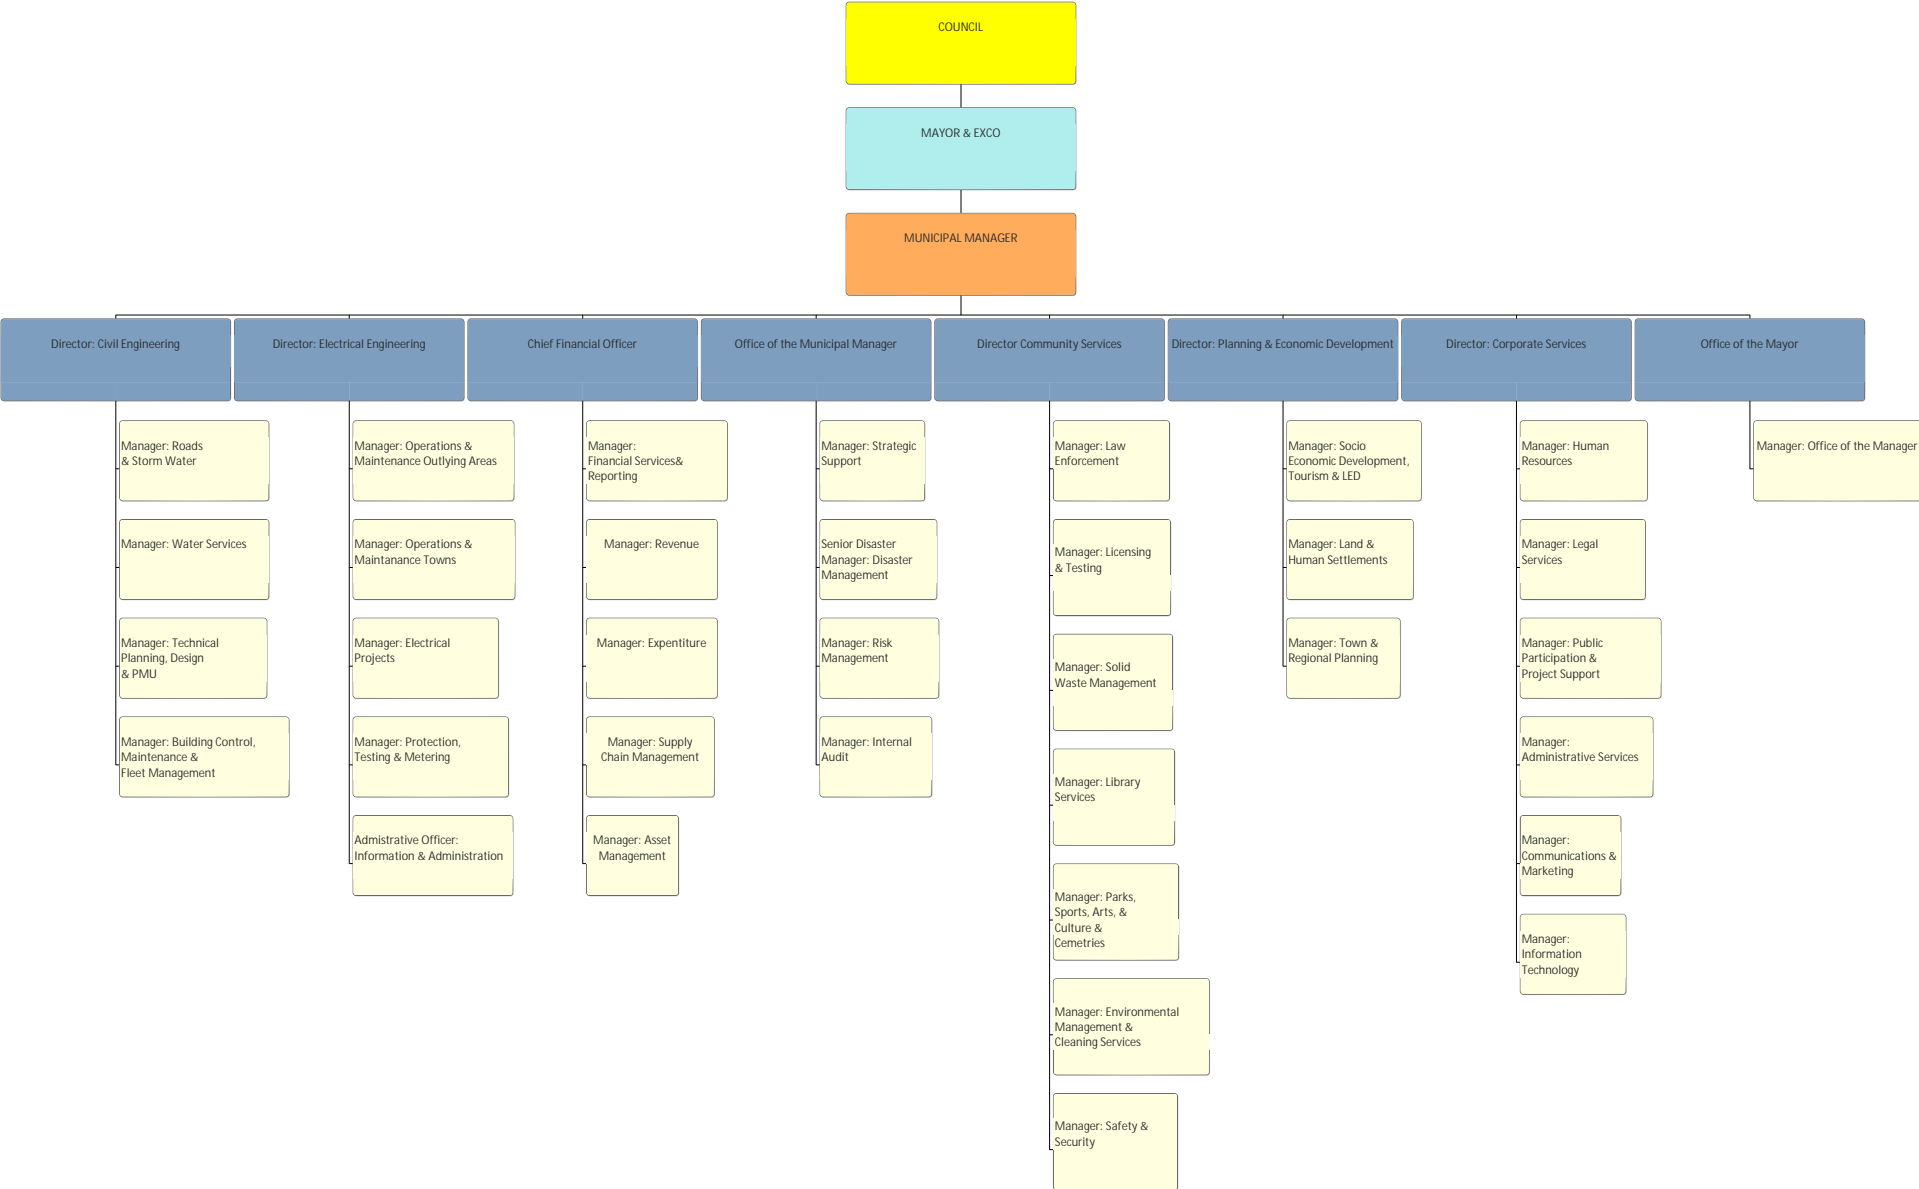 COUNCIL
MAYOR & EXCO
MUNICIPAL MANAGER
Director: Civil Engineering
Director: Electrical Engineering
Chief Financial Officer
Office of the Municipal Manager
Director Community Services
Director: Planning & Economic Development
Director: Corporate Services
Office of the Mayor
Manager: Roads
& Storm Water
Manager: Water Services
Manager: Technical
Planning, Design
& PMU
Manager: Building Control,
Maintenance &
Fleet Management
Manager: Operations &
Maintenance Outlying Areas
Manager: Operations &
Maintanance Towns
Manager: Electrical
Projects
Manager: Protection,
Testing & Metering
Admistrative Officer:
Information & Administration
Manager:
Financial Services&
Reporting
Manager: Revenue
Manager: Expentiture
Manager: Supply
Chain Management
Manager: Asset
Management
Manager: Strategic
Support
Senior Disaster
Manager: Disaster
Management
Manager: Risk
Management
Manager: Internal
Audit
Manager: Law
Enforcement
Manager: Licensing
& Testing
Manager: Solid
Waste Management
Manager: Library
Services
Manager: Parks,
Sports, Arts, &
Culture &
Cemetries
Manager: Environmental
Management &
Cleaning Services
Manager: Safety &
Security
Manager: Socio
Economic Development,
Tourism & LED
Manager: Land &
Human Settlements
Manager: Town &
Regional Planning
Manager: Human
Resources
Manager: Legal
Services
Manager: Public
Participation &
Project Support
Manager:
Administrative Services
Manager:
Communications &
Marketing
Manager:
Information
Technology
Manager: Office of the Manager